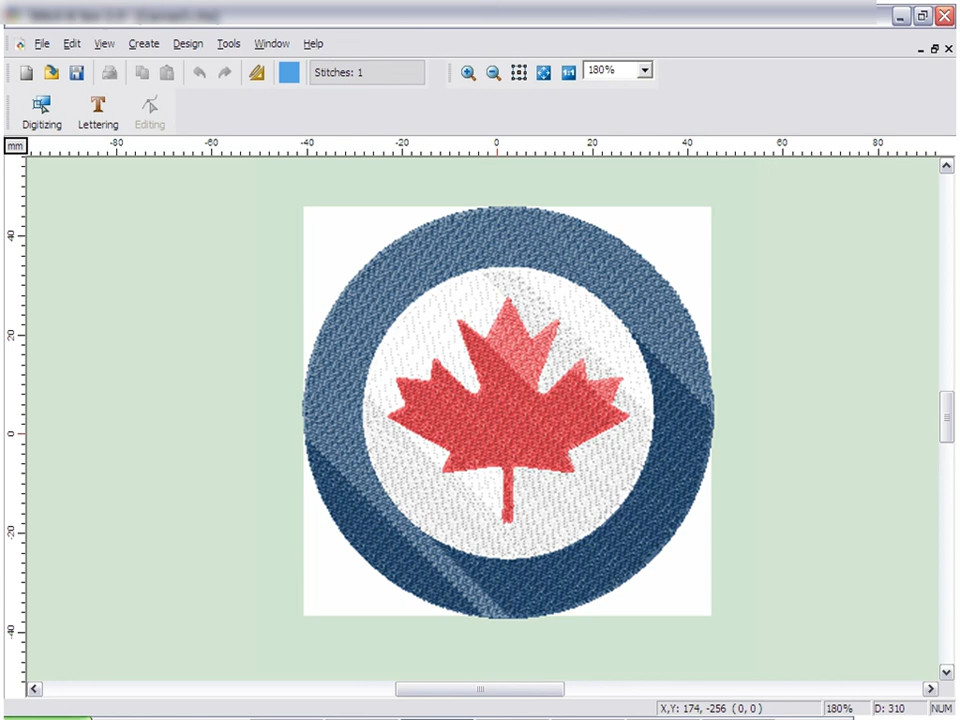 File Edit View Create Design Tools Window Help
Stitches: 1 180%
Digitizing Lettering Editing
mm -80 -60 -40 -20 0 20 40 60 80
40
20
0
-20
-40
X,Y: 174, -256 (0, 0) 180% D: 310 NUM